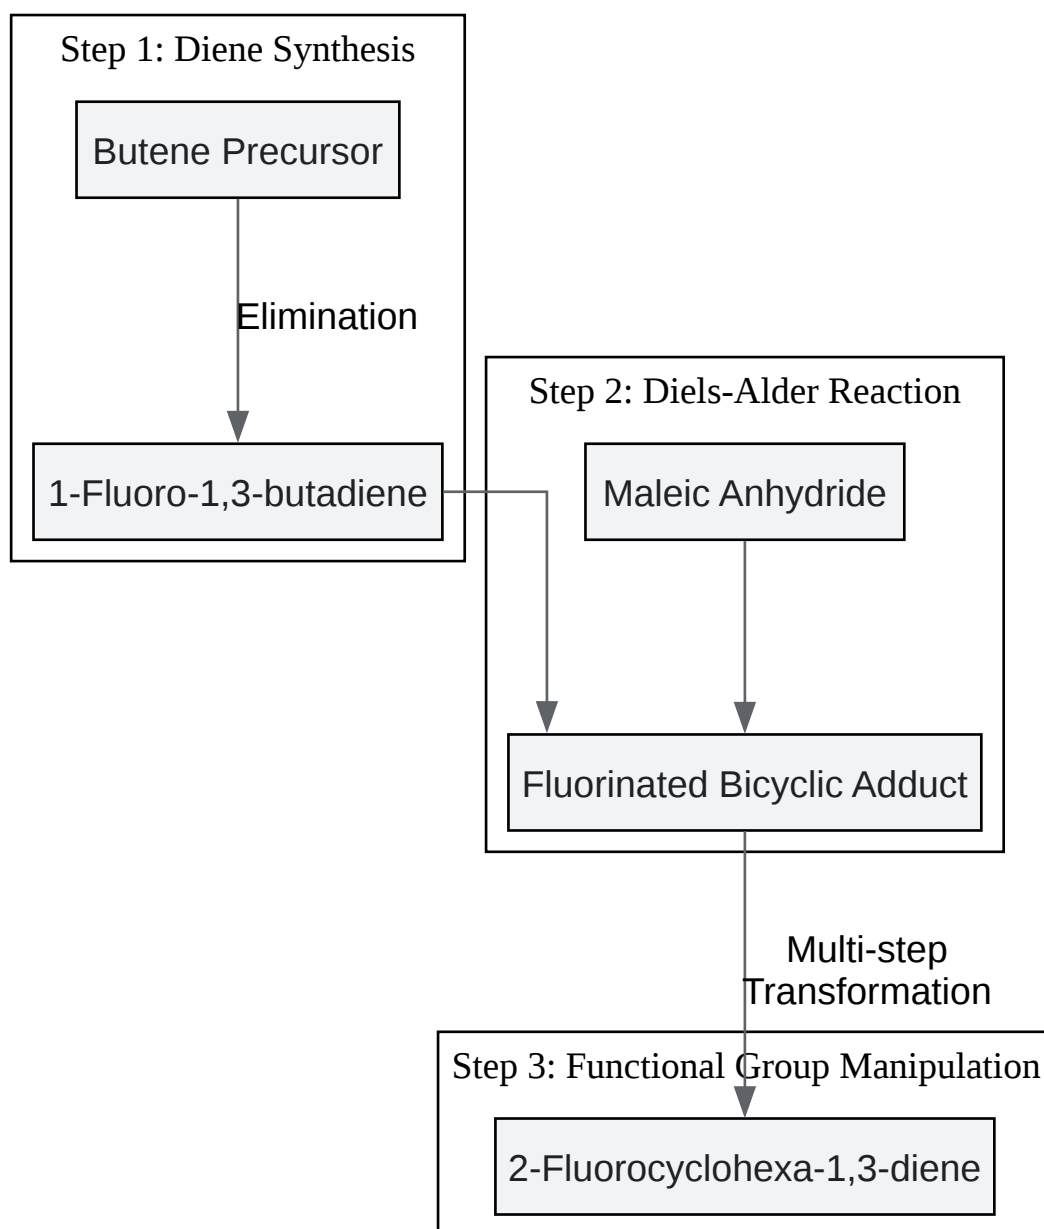 Step 1: Diene Synthesis
Butene Precursor
Elimination
1-Fluoro-1,3-butadiene
Step 2: Diels-Alder Reaction
Maleic Anhydride
Fluorinated Bicyclic Adduct
Multi-step
Transformation
Step 3: Functional Group Manipulation
2-Fluorocyclohexa-1,3-diene